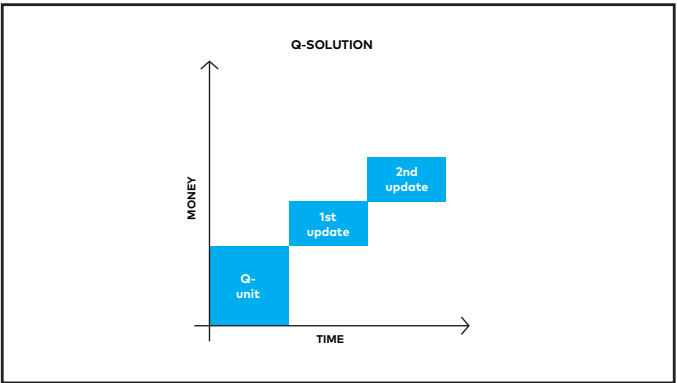 Q-SOLUTION
MONEY
2nd
update
1st
update
Q-
unit
TIME